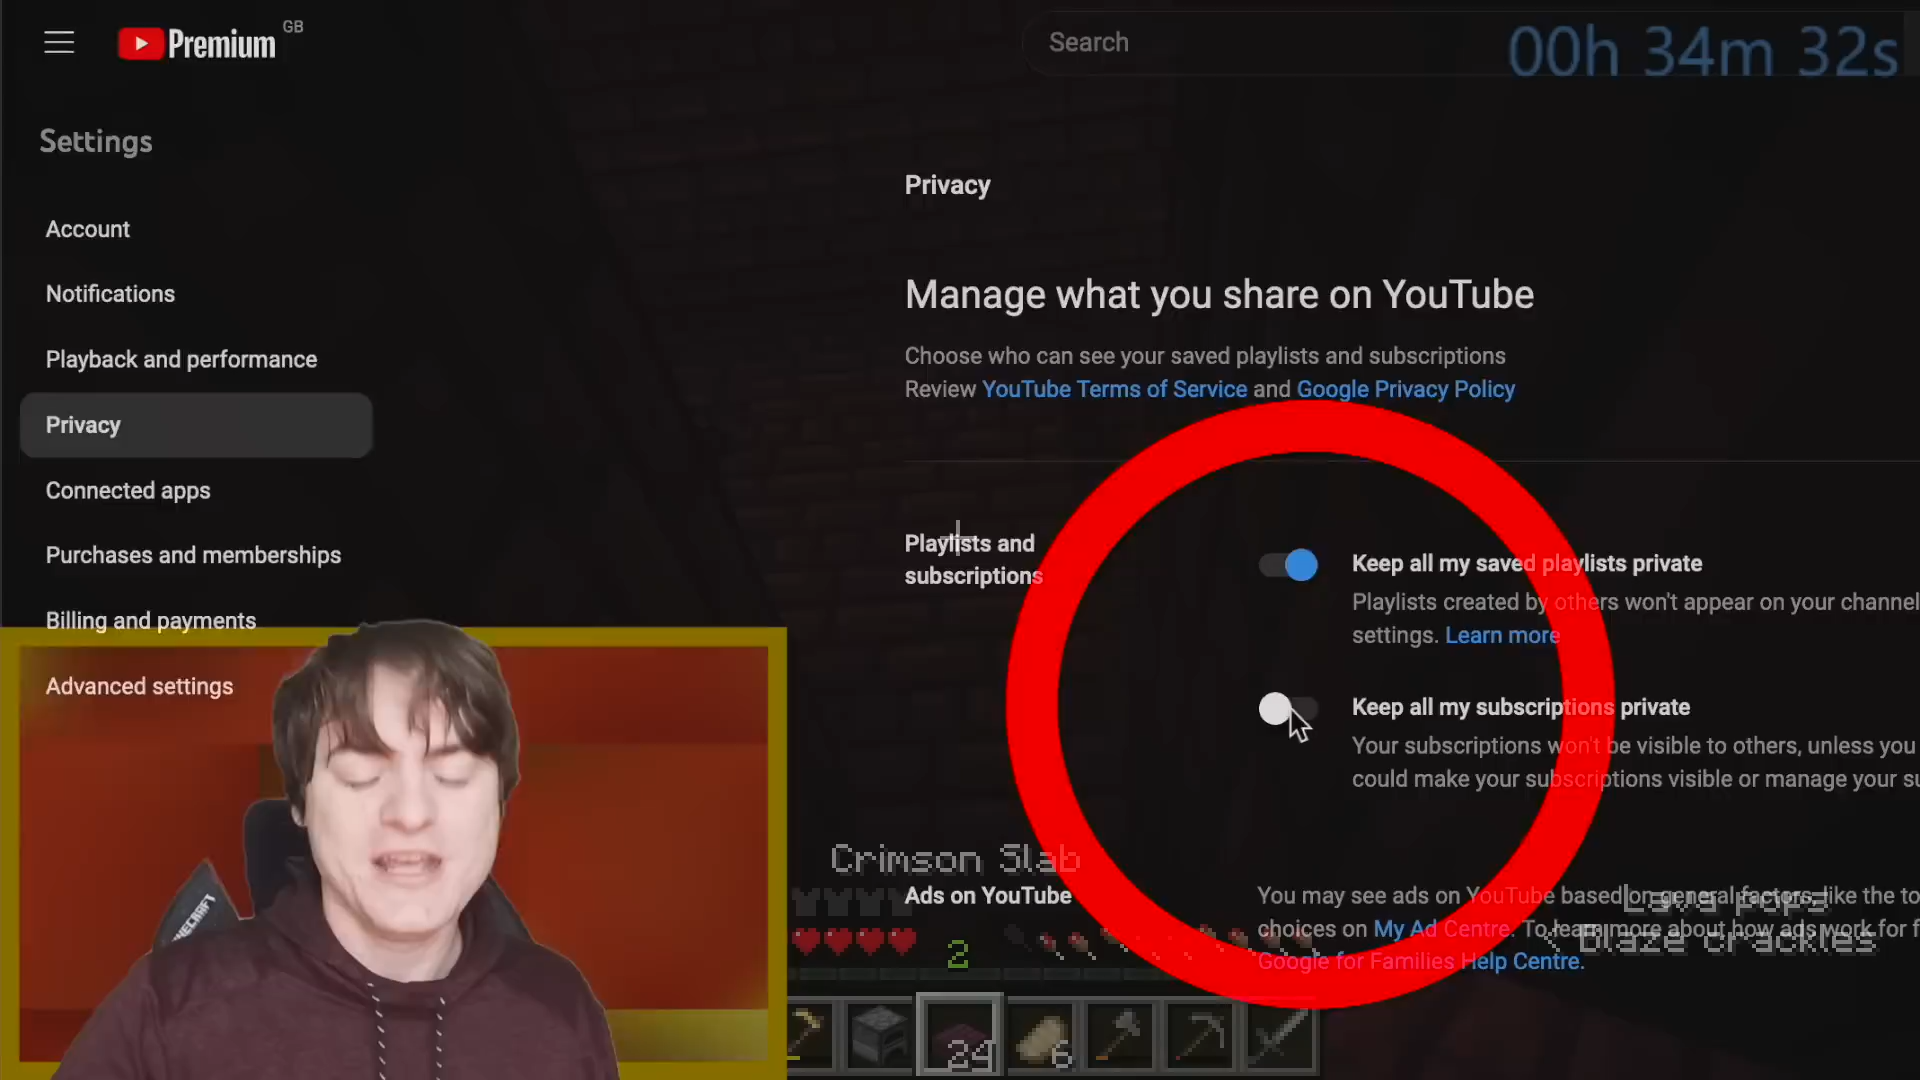 Premium GB
Search
00h 34m 32s
Settings
Account
Notifications
Playback and performance
Privacy
Connected apps
Purchases and memberships
Billing and payments
Advanced settings
Privacy
Manage what you share on YouTube
Choose who can see your saved playlists and subscriptions
Review YouTube Terms of Service and Google Privacy Policy
Playlists and
subscriptions
Keep all my saved playlists private
Playlists created by others won't appear on your channel
settings. Learn more
Keep all my subscriptions private
Your subscriptions won't be visible to others, unless you
could make your subscriptions visible or manage your su
Crimson Slab
Ads on YouTube
You may see ads on YouTube based on general factors, like the to
choices on My Ad Centre. To learn more about how ads work for f
Google for Families Help Centre.
Lava pops
< Blaze crackles
2
24
6
NECRAFT